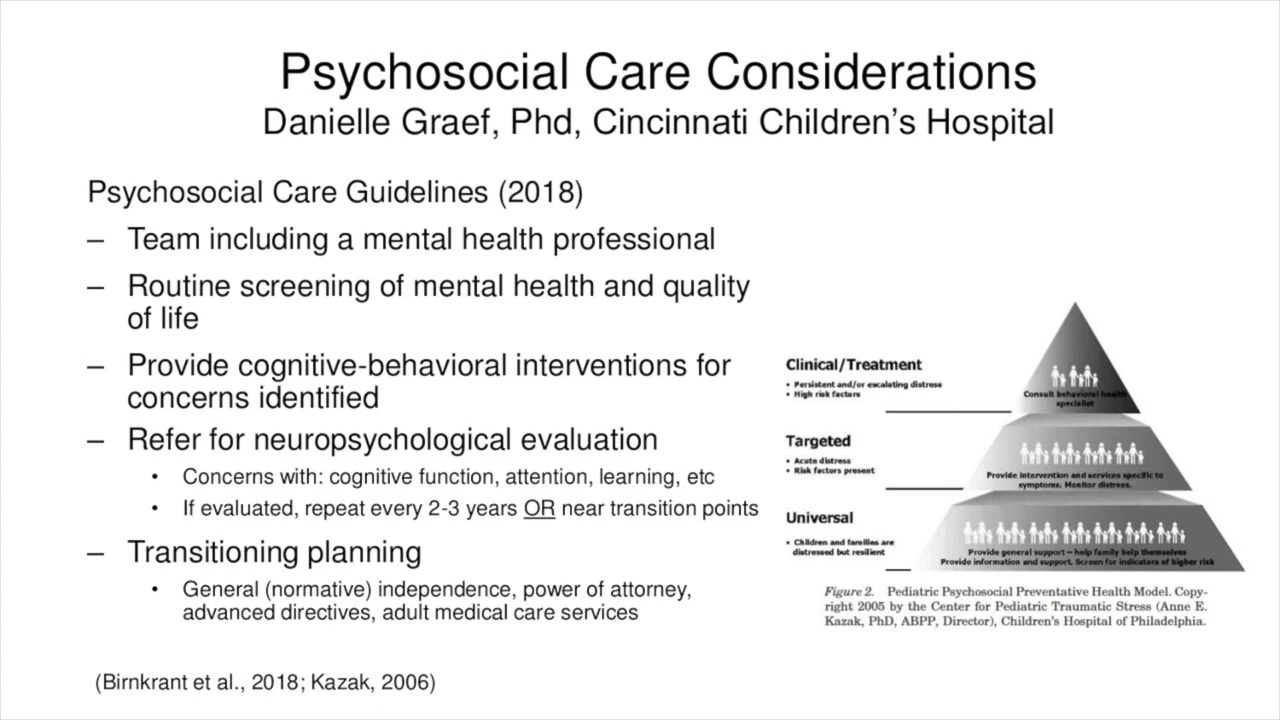 Psychosocial Care Considerations
Danielle Graef, Phd, Cincinnati Children's Hospital
Psychosocial Care Guidelines (2018)
– Team including a mental health professional
– Routine screening of mental health and quality
of life
– Provide cognitive-behavioral interventions for
concerns identified
– Refer for neuropsychological evaluation
• Concerns with: cognitive function, attention, learning, etc
• If evaluated, repeat every 2-3 years OR near transition points
– Transitioning planning
• General (normative) independence, power of attorney,
advanced directives, adult medical care services
(Birnkrant et al., 2018; Kazak, 2006)
Clinical/Treatment
• Persistent and/or escalating distress
• High risk factors
Consult behavioral health
specialist
Targeted
• Acute distress
• Risk factors present
Provide intervention and services specific to
symptoms. Monitor distress.
Universal
• Children and families are
distressed but resilient
Provide general support – help family help themselves
Provide information and support. Screen for indicators of higher risk
Figure 2. Pediatric Psychosocial Preventative Health Model. Copy-
right 2005 by the Center for Pediatric Traumatic Stress (Anne E.
Kazak, PhD, ABPP, Director), Children's Hospital of Philadelphia.